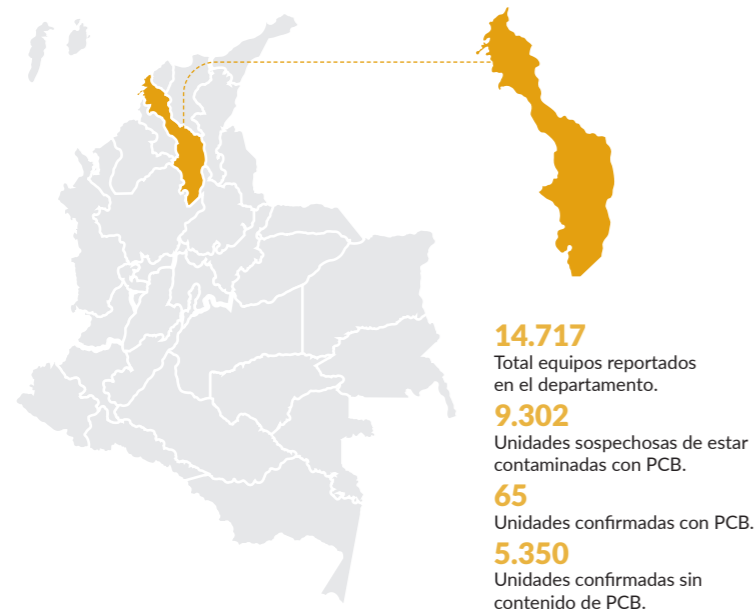 14.717
Total equipos reportados
en el departamento.
9.302
Unidades sospechosas de estar
contaminadas con PCB.
65
Unidades confirmadas con PCB.
5.350
Unidades confirmadas sin
contenido de PCB.